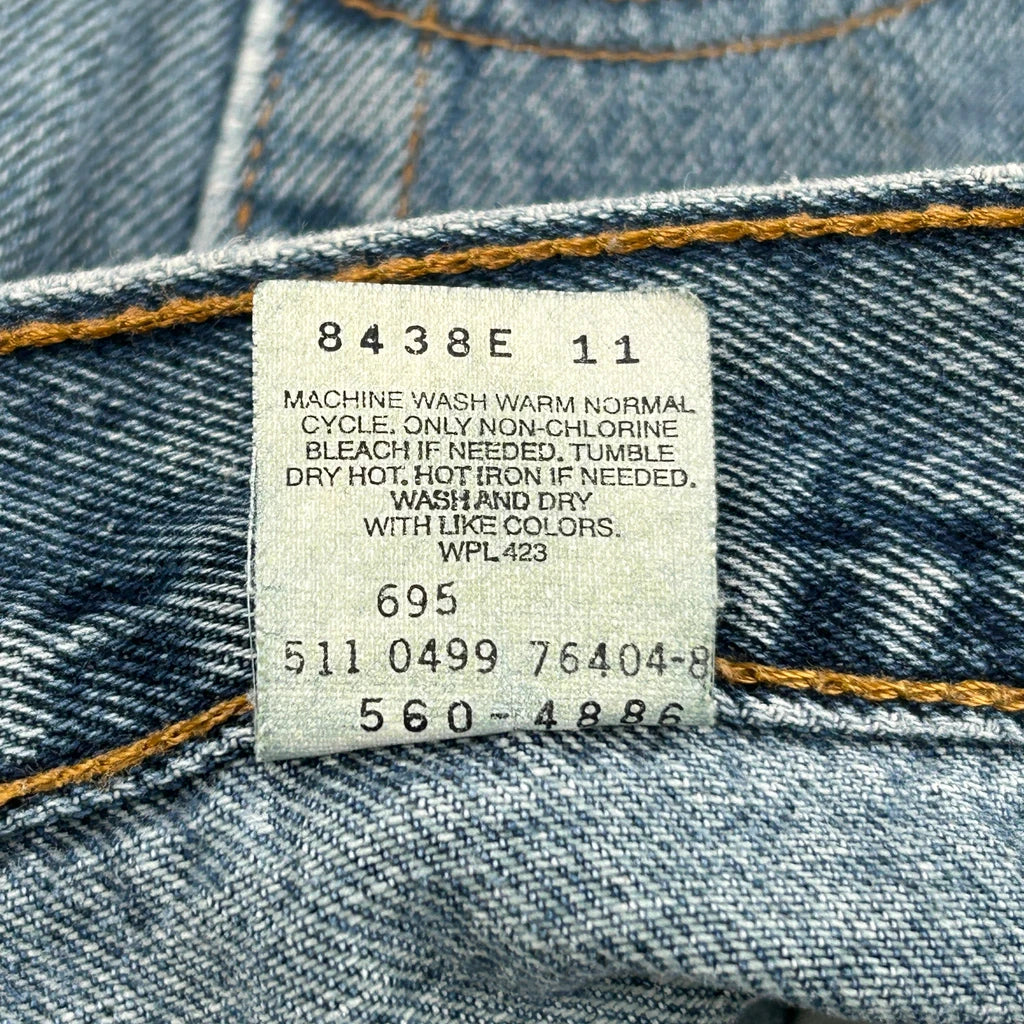 8438E 11
MACHINE WASH WARM NORMAL
CYCLE. ONLY NON-CHLORINE
BLEACH IF NEEDED. TUMBLE
DRY HOT. HOT IRON IF NEEDED.
WASH AND DRY
WITH LIKE COLORS.
WPL 423
695
511 0499 76404-8
560-4886